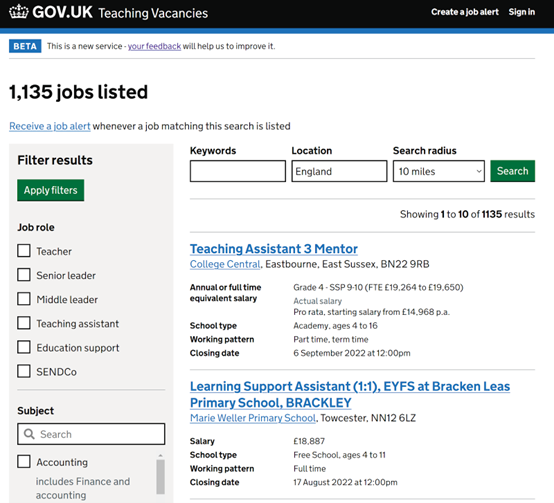 GOV.UK Teaching Vacancies
Create a job alert Sign in
BETA This is a new service - your feedback will help us to improve it.
1,135 jobs listed
Receive a job alert whenever a job matching this search is listed
Filter results
Apply filters
Job role
Teacher
Senior leader
Middle leader
Teaching assistant
Education support
SENDCo
Subject
Search
Accounting
includes Finance and
accounting
Keywords Location Search radius
England 10 miles Search
Showing 1 to 10 of 1135 results
Teaching Assistant 3 Mentor
College Central, Eastbourne, East Sussex, BN22 9RB
Annual or full time Grade 4 - SSP 9-10 (FTE £19,264 to £19,650)
equivalent salary Actual salary
Pro rata, starting salary from £14,968 p.a.
School type Academy, ages 4 to 16
Working pattern Part time, term time
Closing date 6 September 2022 at 12:00pm
Learning Support Assistant (1:1), EYFS at Bracken Leas
Primary School, BRACKLEY
Marie Weller Primary School, Towcester, NN12 6LZ
Salary £18,887
School type Free School, ages 4 to 11
Working pattern Full time
Closing date 17 August 2022 at 12:00pm